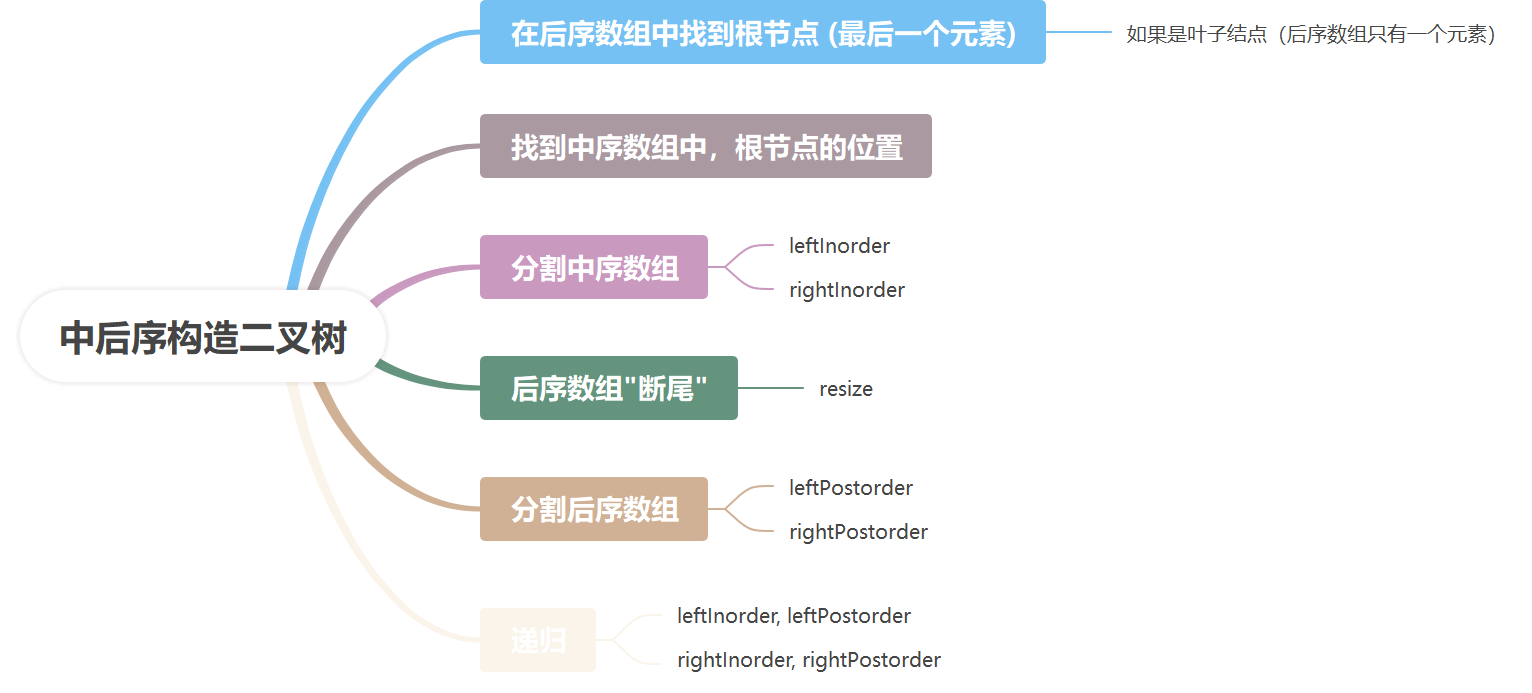 在后序数组中找到根节点 (最后一个元素)
如果是叶子结点（后序数组只有一个元素）
找到中序数组中，根节点的位置
分割中序数组
leftInorder
rightInorder
中后序构造二叉树
后序数组"断尾"
resize
分割后序数组
leftPostorder
rightPostorder
递归
leftInorder, leftPostorder
rightInorder, rightPostorder